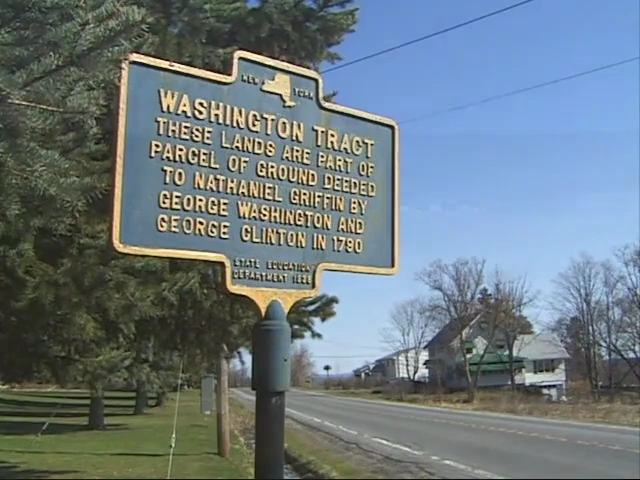 NEW YORK
WASHINGTON TRACT
THESE LANDS ARE PART OF
PARCEL OF GROUND DEEDED
TO NATHANIEL GRIFFIN BY
GEORGE WASHINGTON AND
GEORGE CLINTON IN 1790
STATE EDUCATION
DEPARTMENT